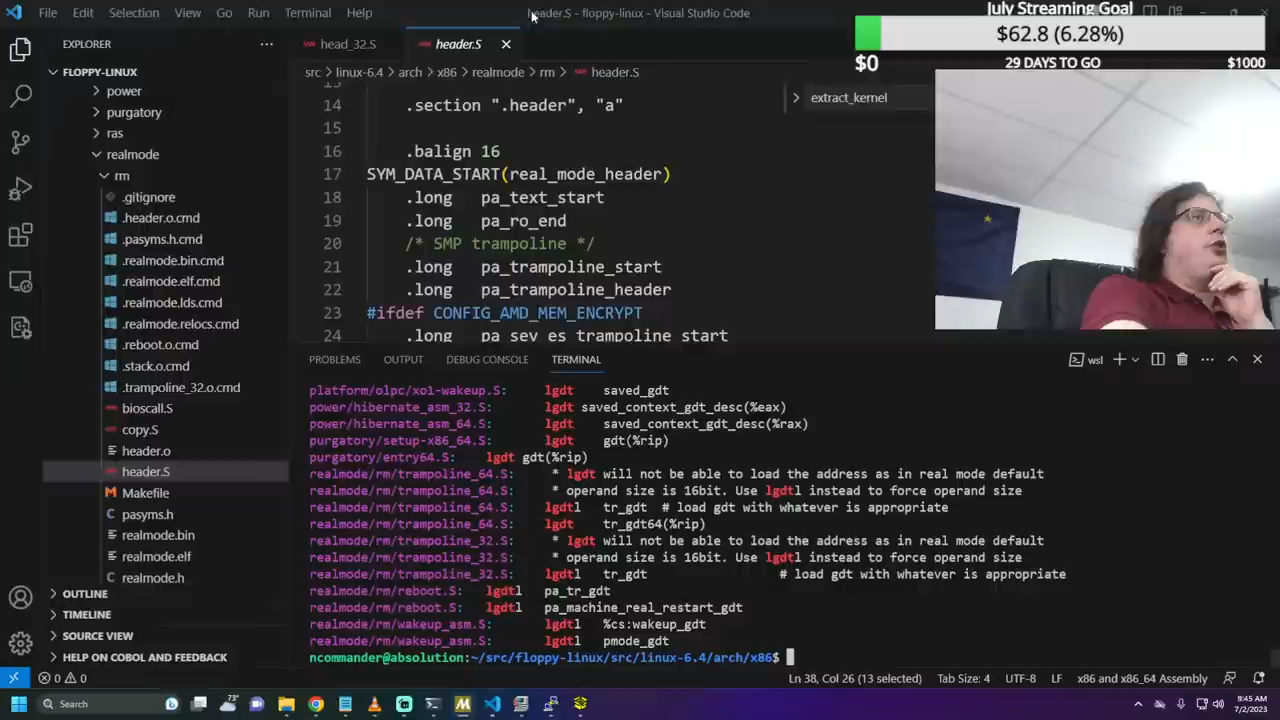 File Edit Selection View Go Run Terminal Help
header.S - floppy-linux - Visual Studio Code
July Streaming Goal
$62.8 (6.28%)
$0 29 DAYS TO GO $1000
EXPLORER
head_32.S
header.S
FLOPPY-LINUX
power
purgatory
ras
realmode
rm
.gitignore
.header.o.cmd
.pasyms.h.cmd
.realmode.bin.cmd
.realmode.elf.cmd
.realmode.lds.cmd
.realmode.relocs.cmd
.reboot.o.cmd
.stack.o.cmd
.trampoline_32.o.cmd
bioscall.S
copy.S
header.o
header.S
Makefile
pasyms.h
realmode.bin
realmode.elf
realmode.h
OUTLINE
TIMELINE
SOURCE VIEW
HELP ON COBOL AND FEEDBACK
src > linux-6.4 > arch > x86 > realmode > rm > header.S
extract_kernel
14 .section ".header", "a"
15
16 .balign 16
17 SYM_DATA_START(real_mode_header)
18 .long pa_text_start
19 .long pa_ro_end
20 /* SMP trampoline */
21 .long pa_trampoline_start
22 .long pa_trampoline_header
23 #ifdef CONFIG_AMD_MEM_ENCRYPT
24 .long pa_sev_es_trampoline_start
PROBLEMS OUTPUT DEBUG CONSOLE TERMINAL
wsl
platform/olpc/xo1-wakeup.S: lgdt saved_gdt
power/hibernate_asm_32.S: lgdt saved_context_gdt_desc(%eax)
power/hibernate_asm_64.S: lgdt saved_context_gdt_desc(%rax)
purgatory/setup-x86_64.S: lgdt gdt(%rip)
purgatory/entry64.S: lgdt gdt(%rip)
realmode/rm/trampoline_64.S: * lgdt will not be able to load the address as in real mode default
realmode/rm/trampoline_64.S: * operand size is 16bit. Use lgdtl instead to force operand size
realmode/rm/trampoline_64.S: lgdtl tr_gdt # load gdt with whatever is appropriate
realmode/rm/trampoline_64.S: lgdt tr_gdt64(%rip)
realmode/rm/trampoline_32.S: * lgdt will not be able to load the address as in real mode default
realmode/rm/trampoline_32.S: * operand size is 16bit. Use lgdtl instead to force operand size
realmode/rm/trampoline_32.S: lgdtl tr_gdt # load gdt with whatever is appropriate
realmode/rm/reboot.S: lgdtl pa_tr_gdt
realmode/rm/reboot.S: lgdtl pa_machine_real_restart_gdt
realmode/rm/wakeup_asm.S: lgdtl %cs:wakeup_gdt
realmode/rm/wakeup_asm.S: lgdtl pmode_gdt
ncommander@absolution:~/src/floppy-linux/src/linux-6.4/arch/x86$
0 0 Ln 38, Col 26 (13 selected) Tab Size: 4 UTF-8 LF x86 and x86_64 Assembly
Search
73°
9:45 AM
7/2/2023